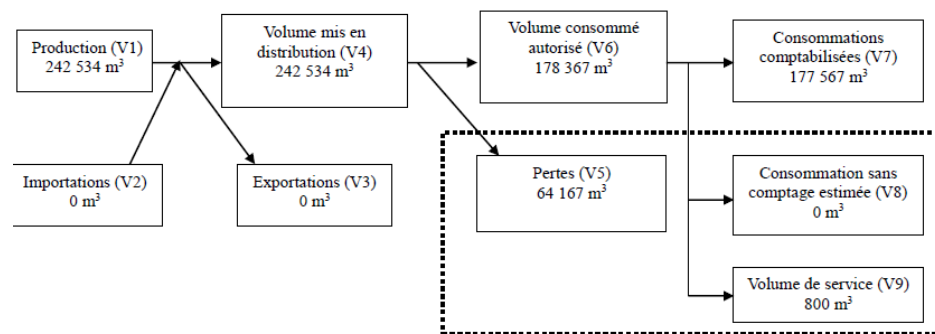 Production (V1)
242 534 m³
Volume mis en
distribution (V4)
242 534 m³
Volume consommé
autorisé (V6)
178 367 m³
Consommations
comptabilisées (V7)
177 567 m³
Importations (V2)
0 m³
Exportations (V3)
0 m³
Pertes (V5)
64 167 m³
Consommation sans
comptage estimée (V8)
0 m³
Volume de service (V9)
800 m³